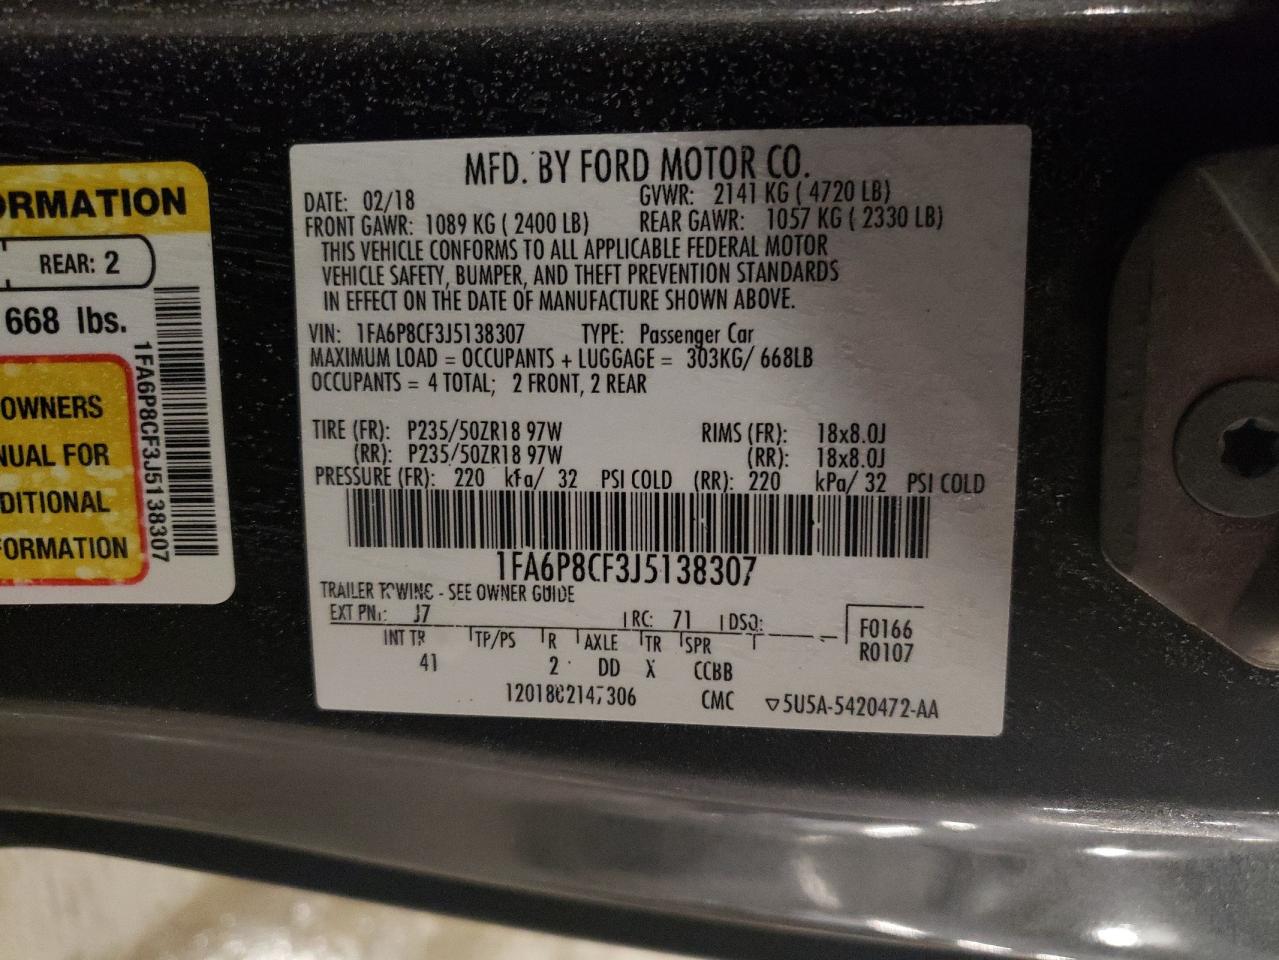 ORMATION
REAR: 2
668 lbs.
OWNERS
NUAL FOR
DITIONAL
FORMATION
1FA6P8CF3J5138307
MFD. BY FORD MOTOR CO.
DATE: 02/18 GVWR: 2141 KG ( 4720 LB)
FRONT GAWR: 1089 KG ( 2400 LB) REAR GAWR: 1057 KG ( 2330 LB)
THIS VEHICLE CONFORMS TO ALL APPLICABLE FEDERAL MOTOR
VEHICLE SAFETY, BUMPER, AND THEFT PREVENTION STANDARDS
IN EFFECT ON THE DATE OF MANUFACTURE SHOWN ABOVE.
VIN: 1FA6P8CF3J5138307 TYPE: Passenger Car
MAXIMUM LOAD = OCCUPANTS + LUGGAGE = 303KG/ 668LB
OCCUPANTS = 4 TOTAL; 2 FRONT, 2 REAR
TIRE (FR): P235/50ZR18 97W RIMS (FR): 18x8.0J
(RR): P235/50ZR18 97W (RR): 18x8.0J
PRESSURE (FR): 220 kPa/ 32 PSI COLD (RR): 220 kPa/ 32 PSI COLD
1FA6P8CF3J5138307
TRAILER TOWING - SEE OWNER GUIDE
EXT PNT: J7 RC: 71 DSO:
F0166
R0107
INT TR TP/PS R AXLE TR SPR
41 2 DD X CCBB
CMC ▽5U5A-5420472-AA